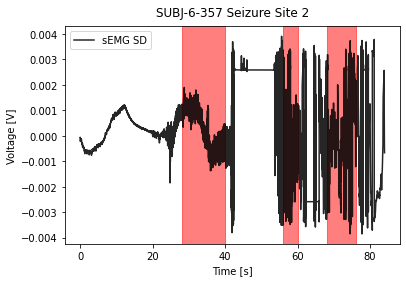 SUBJ-6-357 Seizure Site 2
sEMG SD
Voltage [V]
0.004
0.003
0.002
0.001
0.000
−0.001
−0.002
−0.003
−0.004
0 20 40 60 80
Time [s]